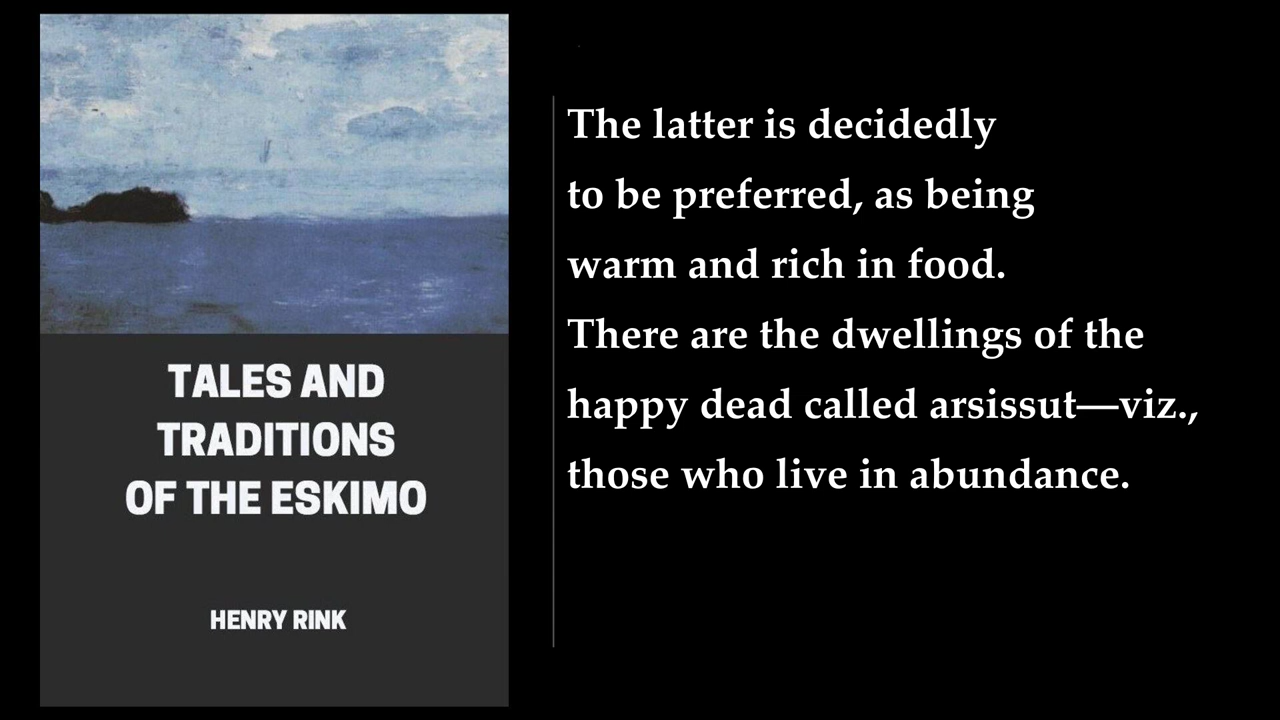 TALES AND
TRADITIONS
OF THE ESKIMO
HENRY RINK
The latter is decidedly
to be preferred, as being
warm and rich in food.
There are the dwellings of the
happy dead called arsissut—viz.,
those who live in abundance.